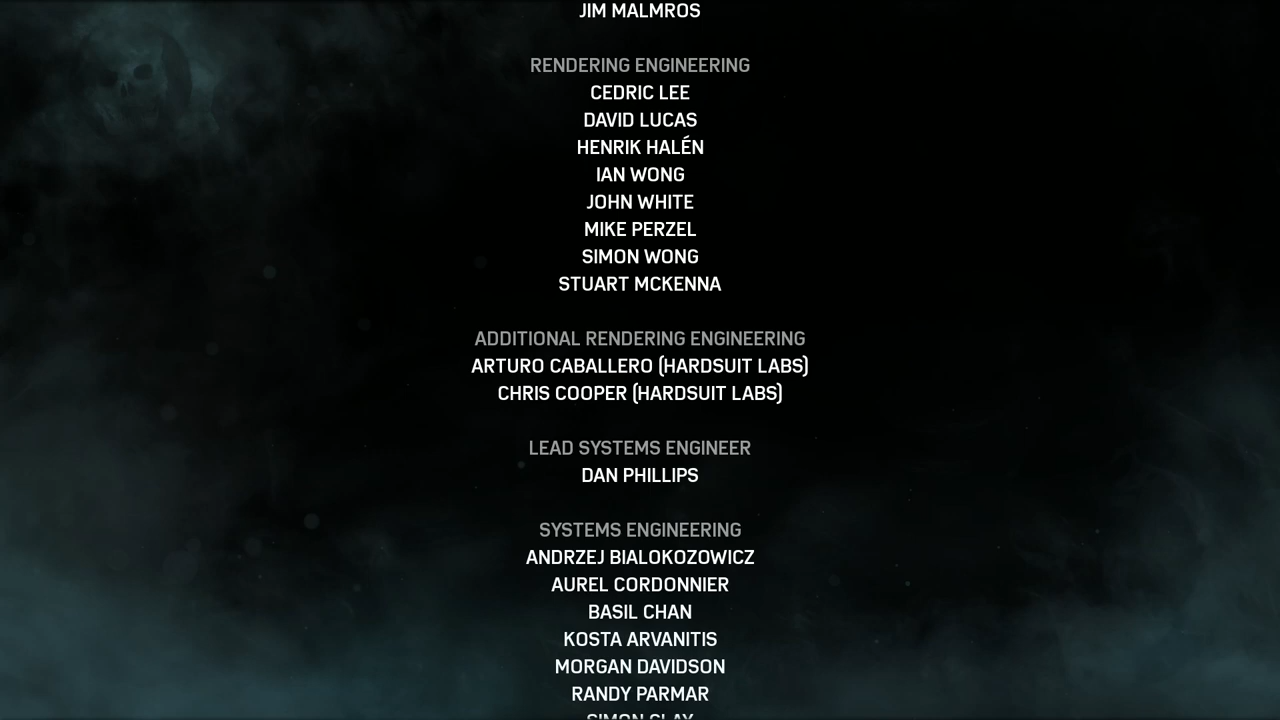 JIM MALMROS
RENDERING ENGINEERING
CEDRIC LEE
DAVID LUCAS
HENRIK HALÉN
IAN WONG
JOHN WHITE
MIKE PERZEL
SIMON WONG
STUART MCKENNA
ADDITIONAL RENDERING ENGINEERING
ARTURO CABALLERO (HARDSUIT LABS)
CHRIS COOPER (HARDSUIT LABS)
LEAD SYSTEMS ENGINEER
DAN PHILLIPS
SYSTEMS ENGINEERING
ANDRZEJ BIALOKOZOWICZ
AUREL CORDONNIER
BASIL CHAN
KOSTA ARVANITIS
MORGAN DAVIDSON
RANDY PARMAR
SIMON